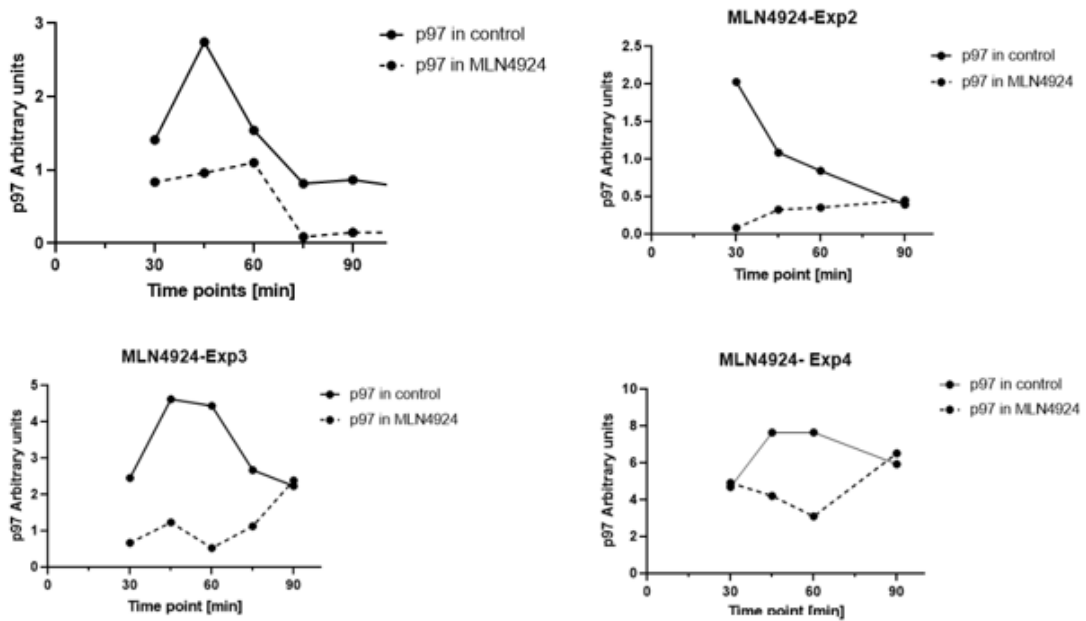 3
2
1
0
p97 Arbitrary units
0 30 60 90
Time points [min]
p97 in control
p97 in MLN4924
MLN4924-Exp2
2.5
2.0
1.5
1.0
0.5
0.0
p97 Arbitrary units
0 30 60 90
Time point [min]
p97 in control
p97 in MLN4924
MLN4924-Exp3
5
4
3
2
1
0
p97 Arbitrary units
0 30 60 90
Time point [min]
p97 in control
p97 in MLN4924
MLN4924- Exp4
10
8
6
4
2
0
p97 Arbitrary units
0 30 60 90
Time point [min]
p97 in control
p97 in MLN4924